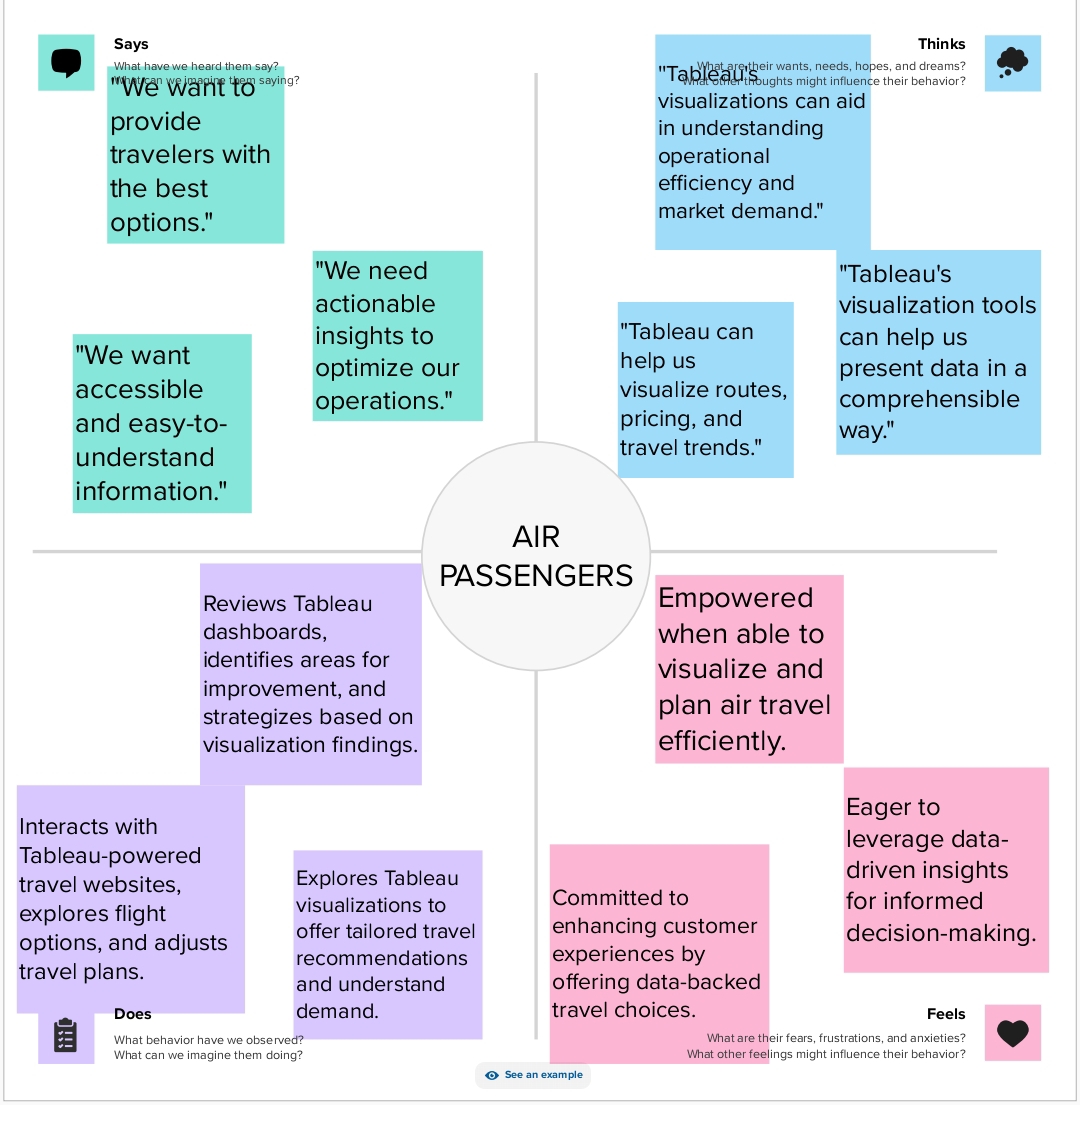 Says
What have we heard them say?
What can we imagine them saying?
"We want to
provide
travelers with
the best
options."
"We need
actionable
insights to
optimize our
operations."
"We want
accessible
and easy-to-
understand
information."
Thinks
What are their wants, needs, hopes, and dreams?
What other thoughts might influence their behavior?
"Tableau's
visualizations can aid
in understanding
operational
efficiency and
market demand."
"Tableau's
visualization tools
can help us
present data in a
comprehensible
way."
"Tableau can
help us
visualize routes,
pricing, and
travel trends."
AIR
PASSENGERS
Reviews Tableau
dashboards,
identifies areas for
improvement, and
strategizes based on
visualization findings.
Interacts with
Tableau-powered
travel websites,
explores flight
options, and adjusts
travel plans.
Explores Tableau
visualizations to
offer tailored travel
recommendations
and understand
demand.
Does
What behavior have we observed?
What can we imagine them doing?
Empowered
when able to
visualize and
plan air travel
efficiently.
Eager to
leverage data-
driven insights
for informed
decision-making.
Committed to
enhancing customer
experiences by
offering data-backed
travel choices.
Feels
What are their fears, frustrations, and anxieties?
What other feelings might influence their behavior?
See an example